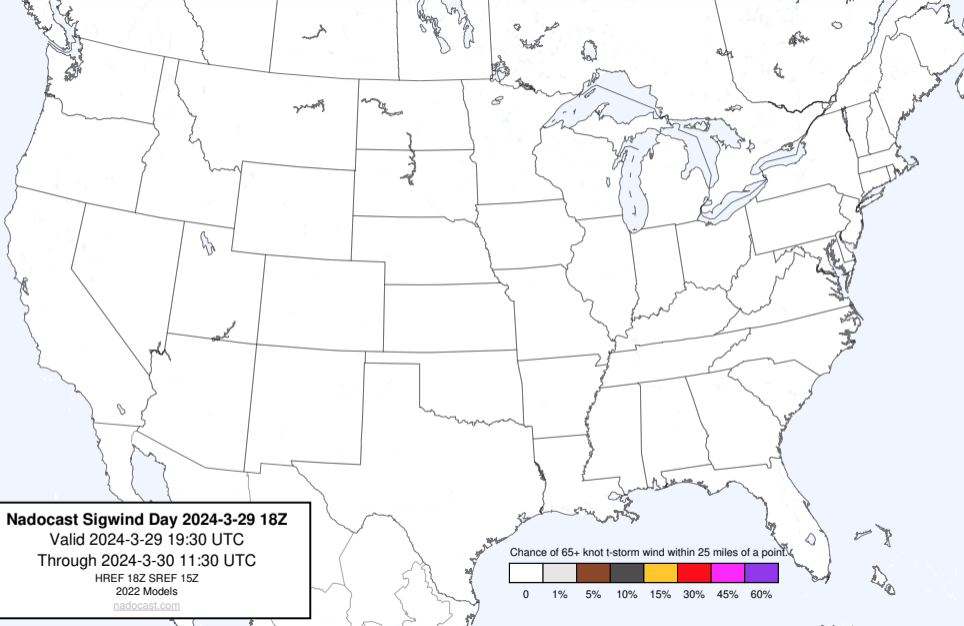 Nadocast Sigwind Day 2024-3-29 18Z
Valid 2024-3-29 19:30 UTC
Through 2024-3-30 11:30 UTC
HREF 18Z SREF 15Z
2022 Models
nadocast.com
Chance of 65+ knot t-storm wind within 25 miles of a point.
0 1% 5% 10% 15% 30% 45% 60%